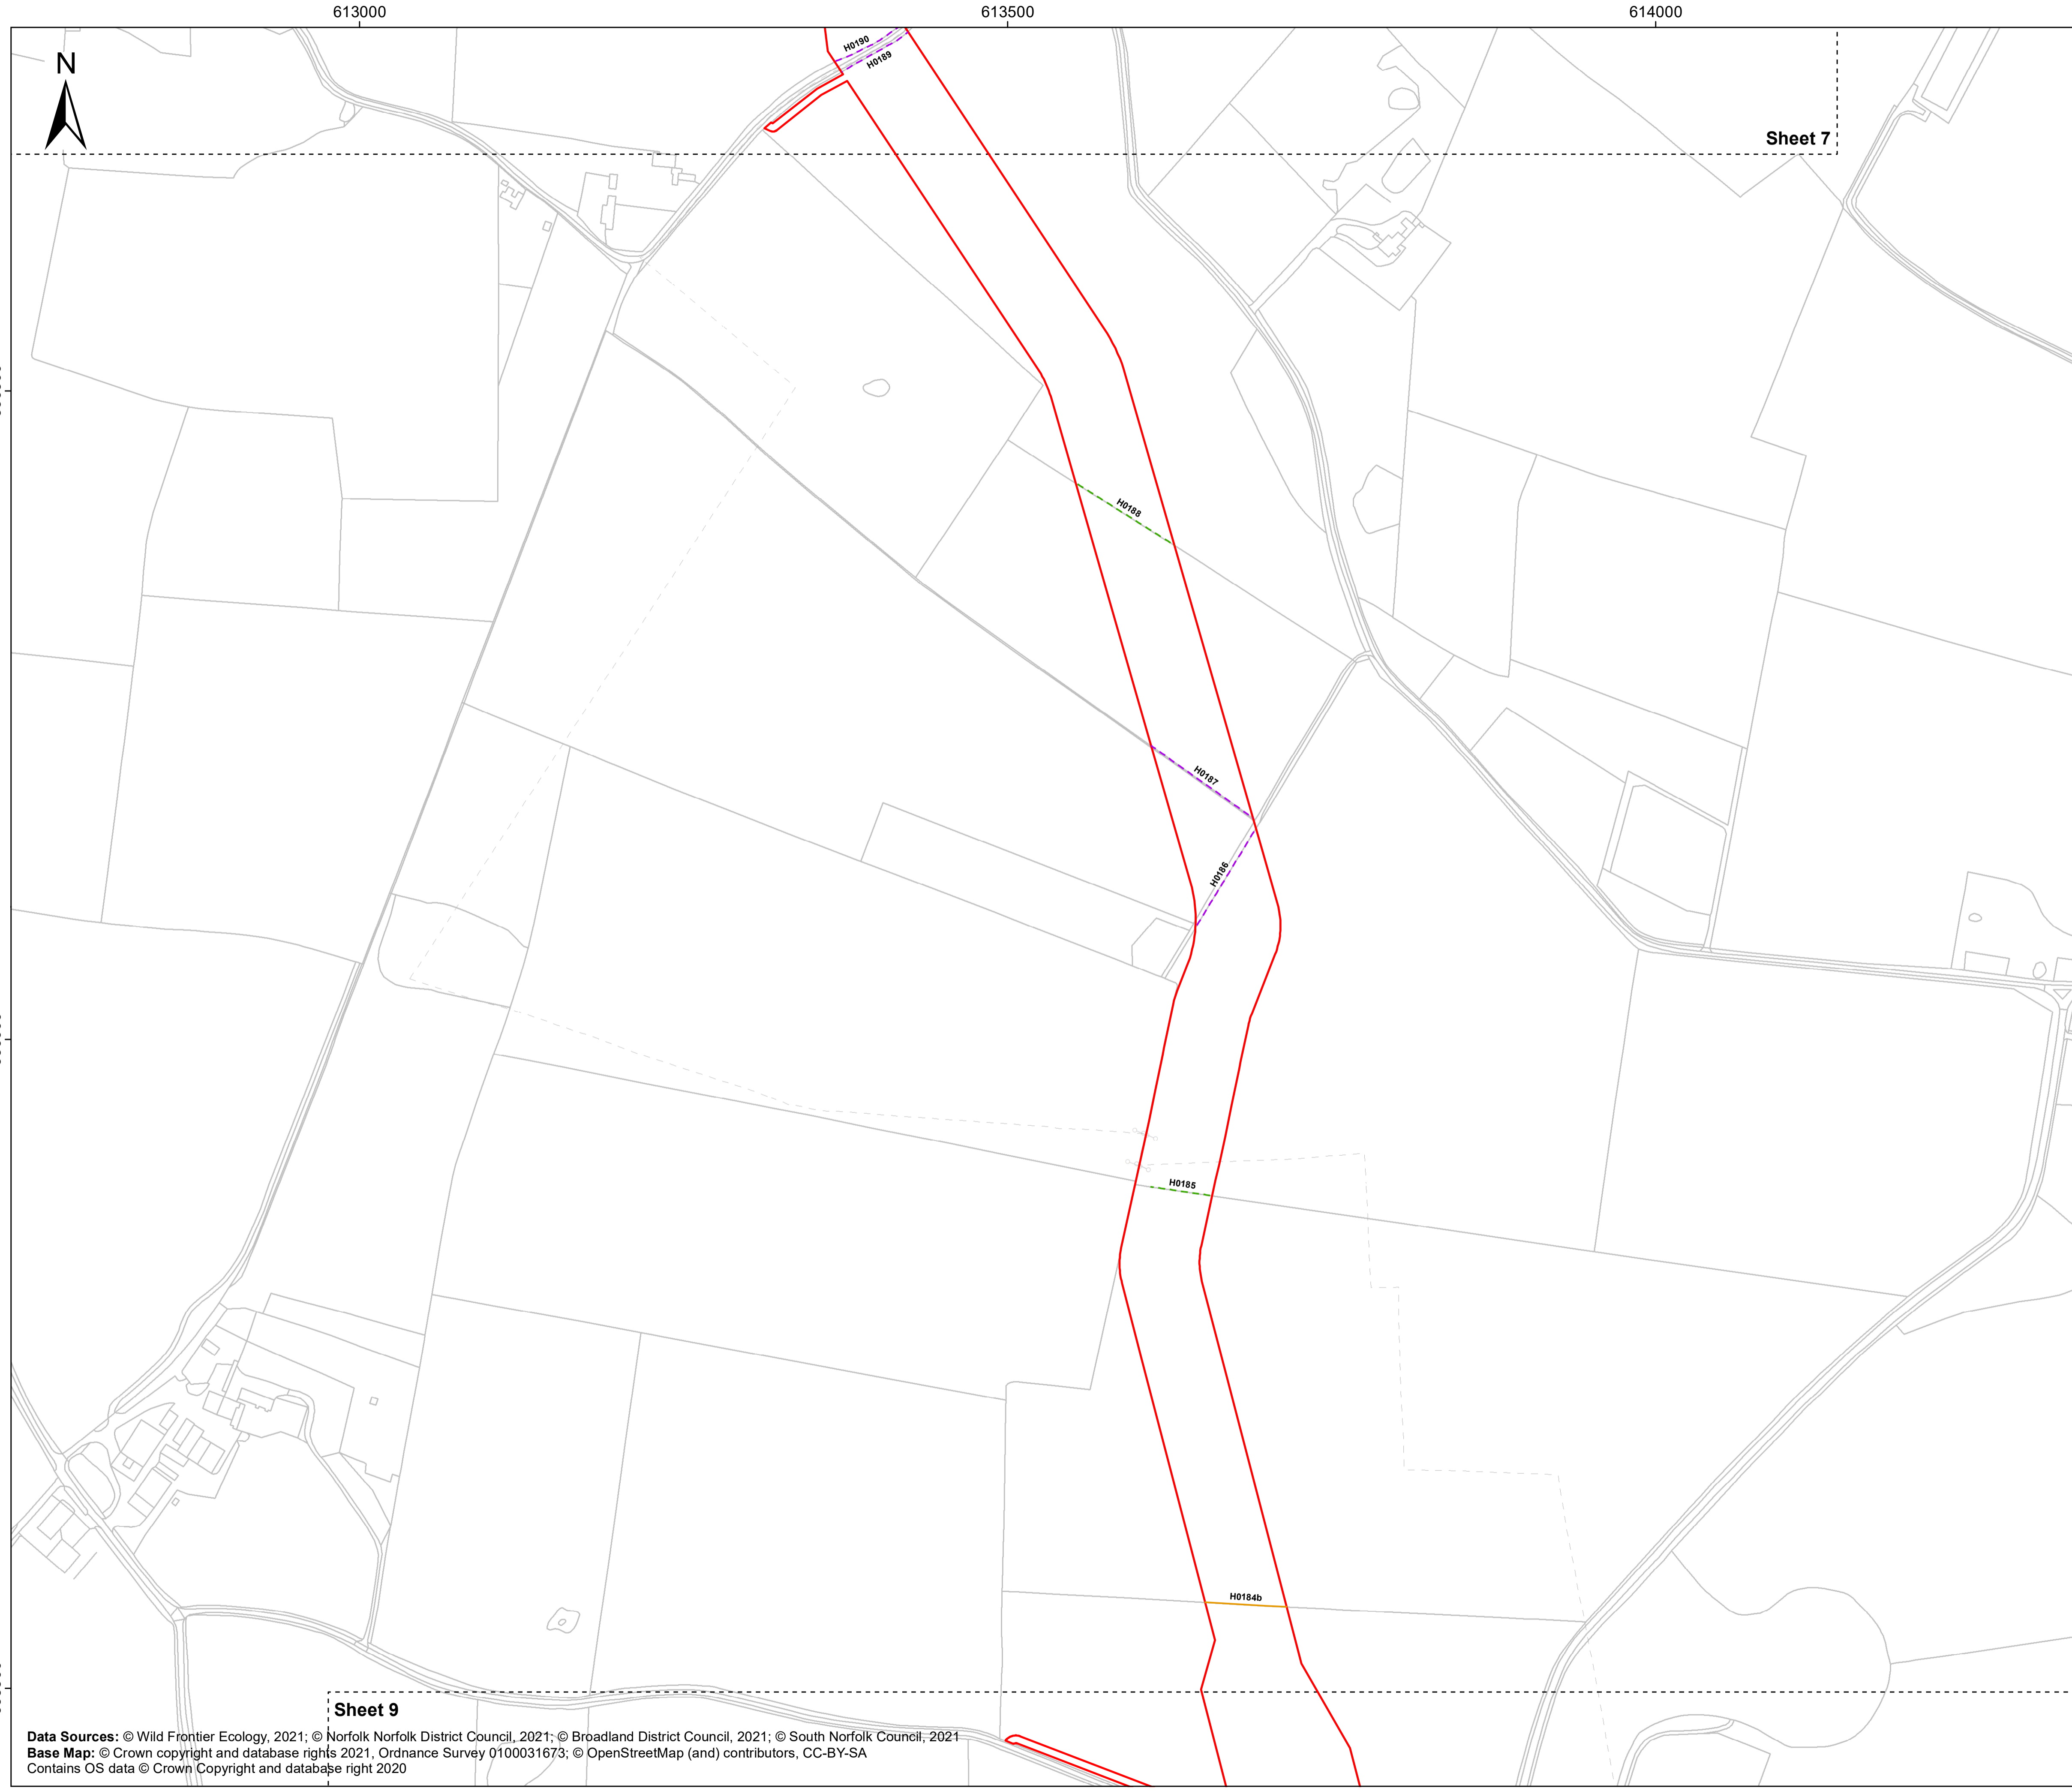 613000
613500
614000
N
H0190
H0189
Sheet 7
H0188
H0187
H0186
H0185
H0184b
Sheet 9
Data Sources: © Wild Frontier Ecology, 2021; © Norfolk Norfolk District Council, 2021; © Broadland District Council, 2021; © South Norfolk Council, 2021
Base Map: © Crown copyright and database rights 2021, Ordnance Survey 0100031673; © OpenStreetMap (and) contributors, CC-BY-SA
Contains OS data © Crown Copyright and database right 2020